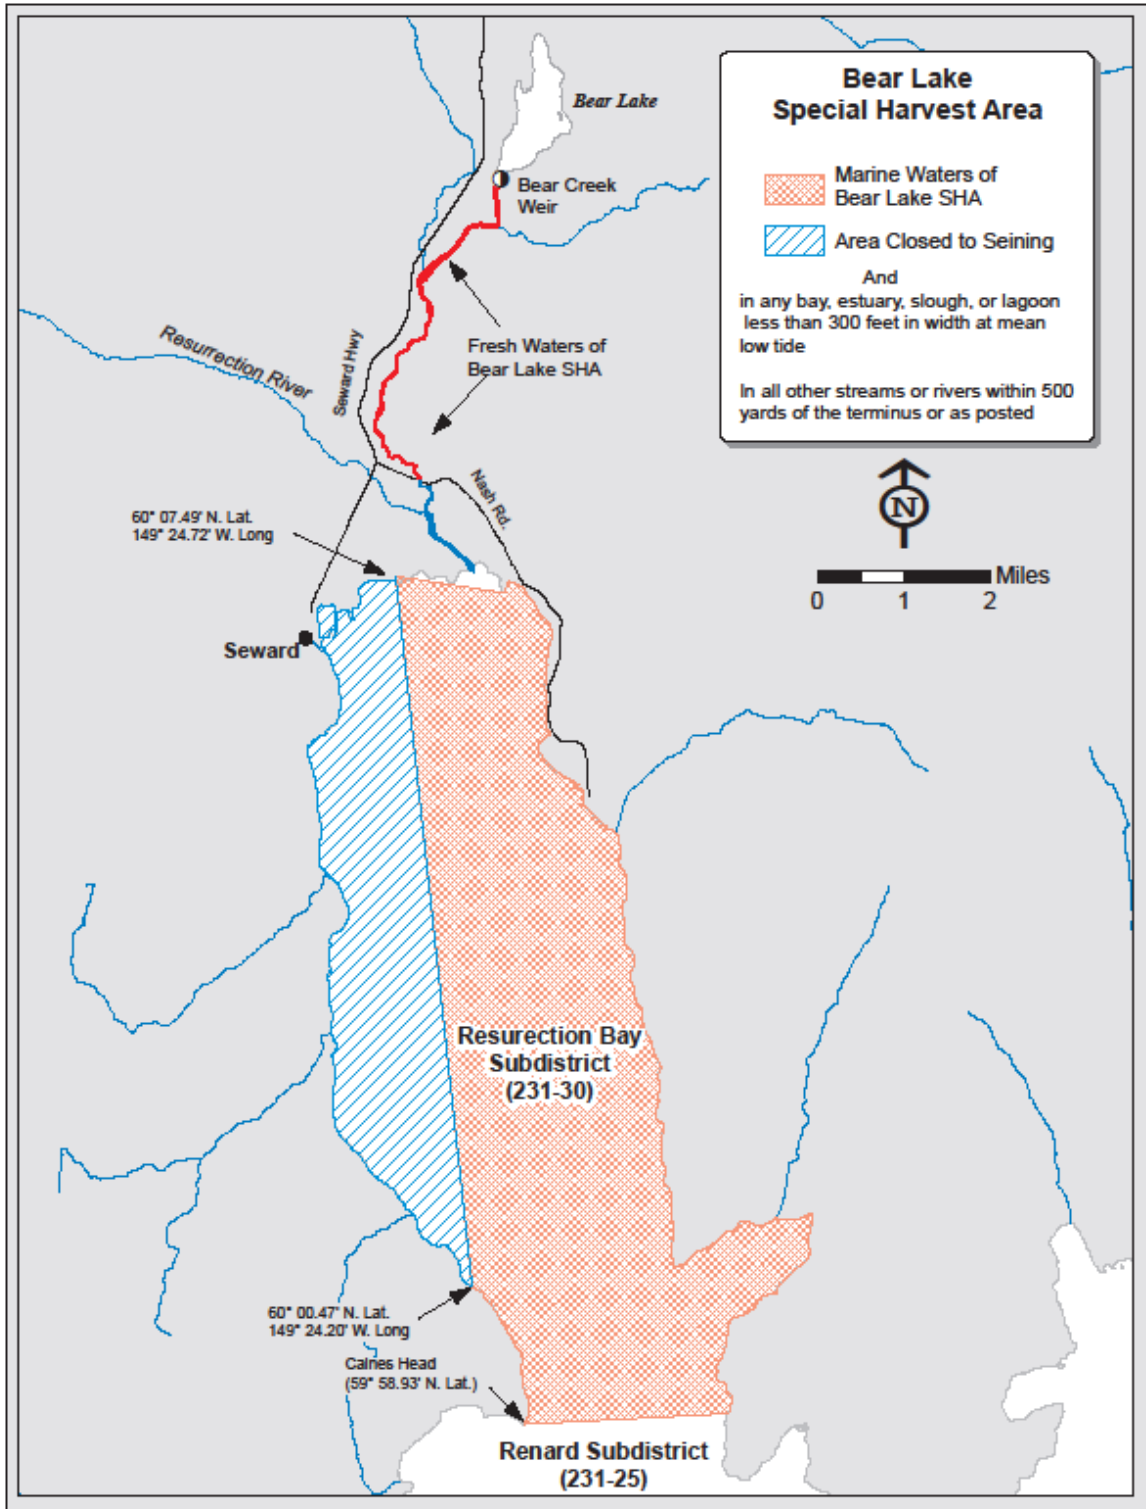 Bear Lake
Special Harvest Area
Marine Waters of
Bear Lake SHA
Area Closed to Seining
And
in any bay, estuary, slough, or lagoon
less than 300 feet in width at mean
low tide
In all other streams or rivers within 500
yards of the terminus or as posted
Bear Lake
Bear Creek
Weir
Resurrection River
Seward Hwy
Fresh Waters of
Bear Lake SHA
Nash Rd.
N
Miles
0 1 2
60° 07.49' N. Lat.
149° 24.72' W. Long
Seward
Resurection Bay
Subdistrict
(231-30)
60° 00.47' N. Lat.
149° 24.20' W. Long
Caines Head
(59° 58.93' N. Lat.)
Renard Subdistrict
(231-25)